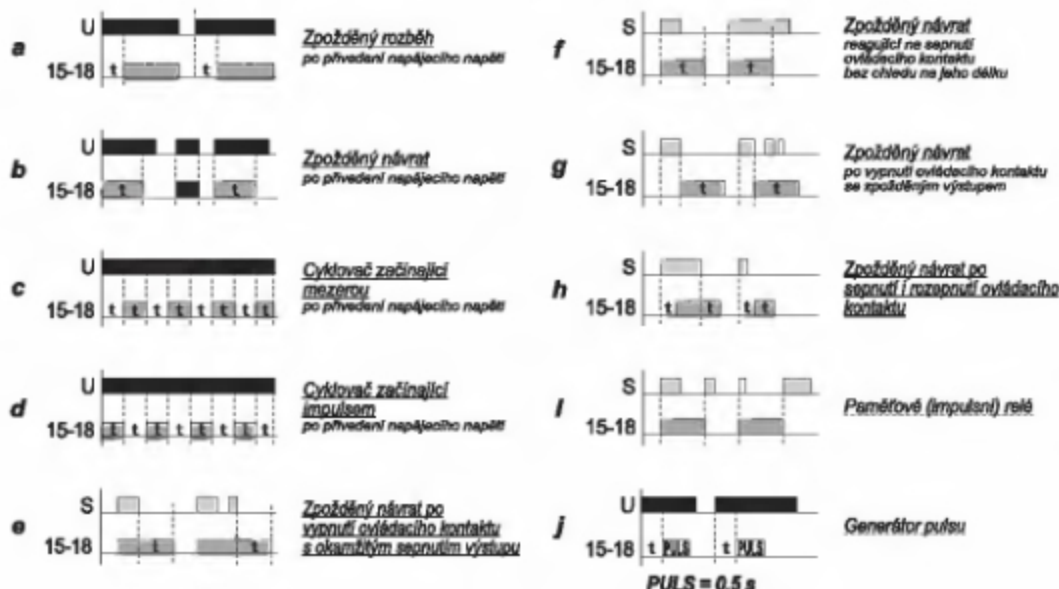 a
U
15-18
t
t
Zpožděný rozběh
po přivedení napájecího napětí
b
U
15-18
t
t
Zpožděný návrat
po přivedení napájecího napětí
c
U
15-18
t t t t t t t t
Cyklovač začínající
mezerou
po přivedení napájecího napětí
d
U
15-18
t t t t t t t t
Cyklovač začínající
impulsem
po přivedení napájecího napětí
e
S
15-18
t
t
Zpožděný návrat po
vypnutí ovládacího kontaktu
s okamžitým sepnutím výstupu
f
S
15-18
t
t
Zpožděný návrat
reagující na sepnutí
ovládacího kontaktu
bez ohledu na jeho délku
g
S
15-18
t
t
Zpožděný návrat
po vypnutí ovládacího kontaktu
se zpožděným výstupem
h
S
15-18
t t
t t
Zpožděný návrat po
sepnutí i rozepnutí ovládacího
kontaktu
i
S
15-18
Paměťové (impulsní) relé
j
U
15-18
t PULS
t PULS
Generátor pulsu
PULS = 0.5 s